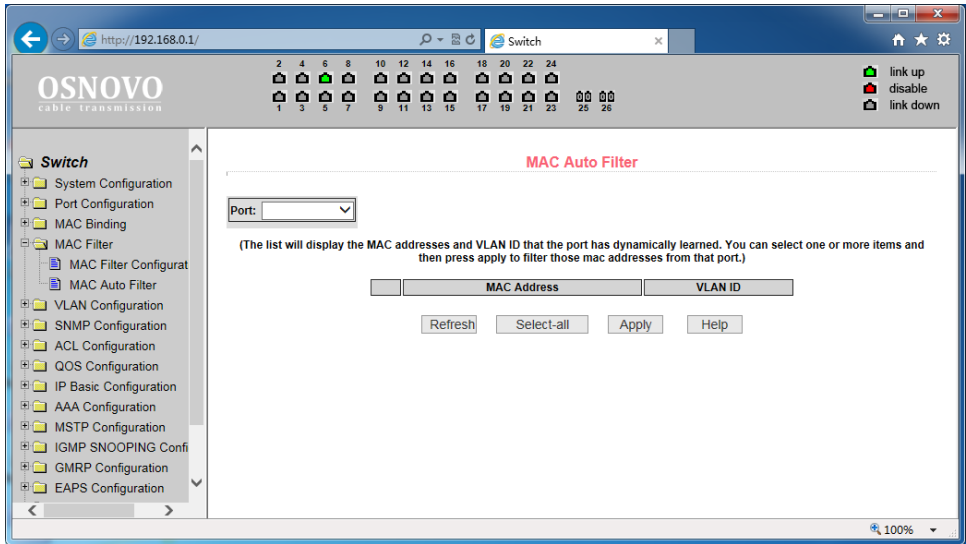 http://192.168.0.1/
Switch
OSNOVO
cable transmission
2 4 6 8 10 12 14 16 18 20 22 24
1 3 5 7 9 11 13 15 17 19 21 23 25 26
link up
disable
link down
Switch
System Configuration
Port Configuration
MAC Binding
MAC Filter
MAC Filter Configurat
MAC Auto Filter
VLAN Configuration
SNMP Configuration
ACL Configuration
QOS Configuration
IP Basic Configuration
AAA Configuration
MSTP Configuration
IGMP SNOOPING Confi
GMRP Configuration
EAPS Configuration
MAC Auto Filter
Port:
(The list will display the MAC addresses and VLAN ID that the port has dynamically learned. You can select one or more items and
then press apply to filter those mac addresses from that port.)
MAC Address VLAN ID
Refresh Select-all Apply Help
100%